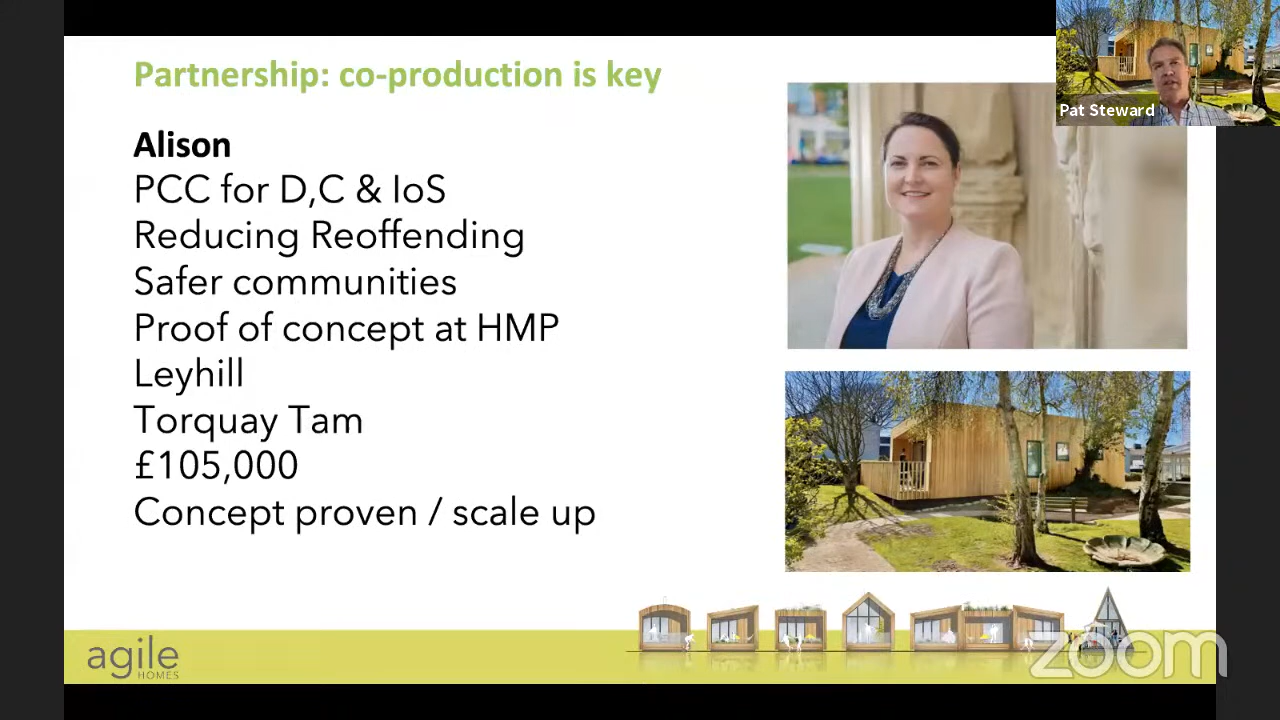 Partnership: co-production is key
Pat Steward
Alison
PCC for D,C & IoS
Reducing Reoffending
Safer communities
Proof of concept at HMP
Leyhill
Torquay Tam
£105,000
Concept proven / scale up
agile
HOMES
zoom